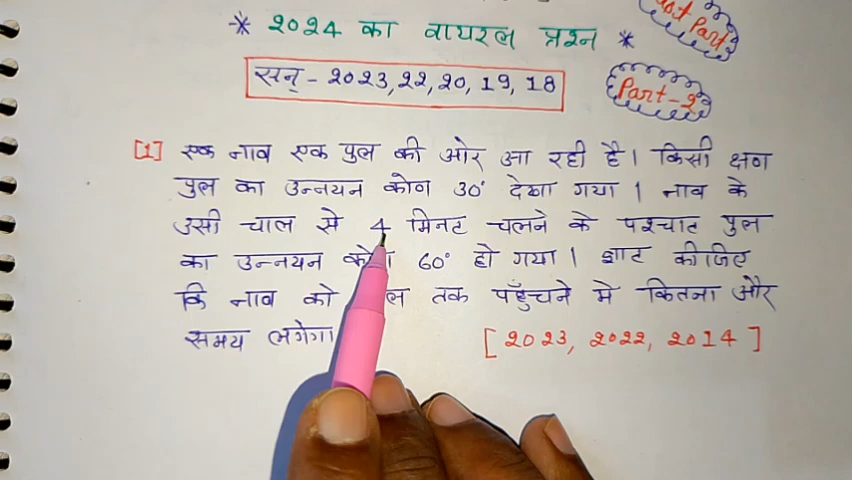 * 2024 का वायरल प्रश्न *
Part
सन् - 2023, 22, 20, 19, 18
Part-2
[1] एक नाव एक पुल की ओर आ रही है। किसी क्षण
पुल का उन्नयन कोण 30° देखा गया। नाव के
उसी चाल से 4 मिनट चलने के पश्चात पुल
का उन्नयन कोण 60° हो गया। ज्ञात कीजिए
कि नाव को तक पहुँचने मे कितना और
समय लगेगा
[2023, 2022, 2014]